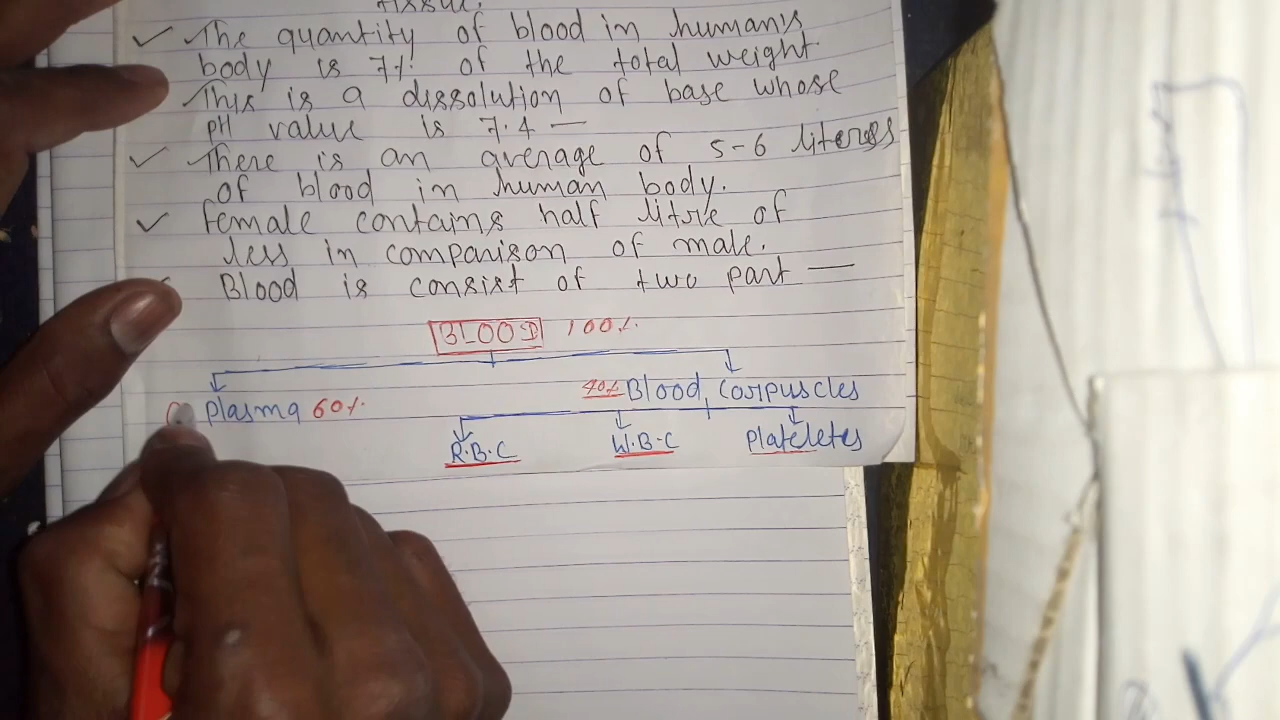 The quantity of blood in human's
body is 7% of the total weight.
This is a dissolution of base whose
pH value is 7.4 —
There is an average of 5-6 literes
of blood in human body.
female contains half litre of
less in comparison of male.
Blood is consist of two part —
BLOOD 100%.
Plasma 60%.
40% Blood Corpuscles
R.B.C W.B.C Plateletes